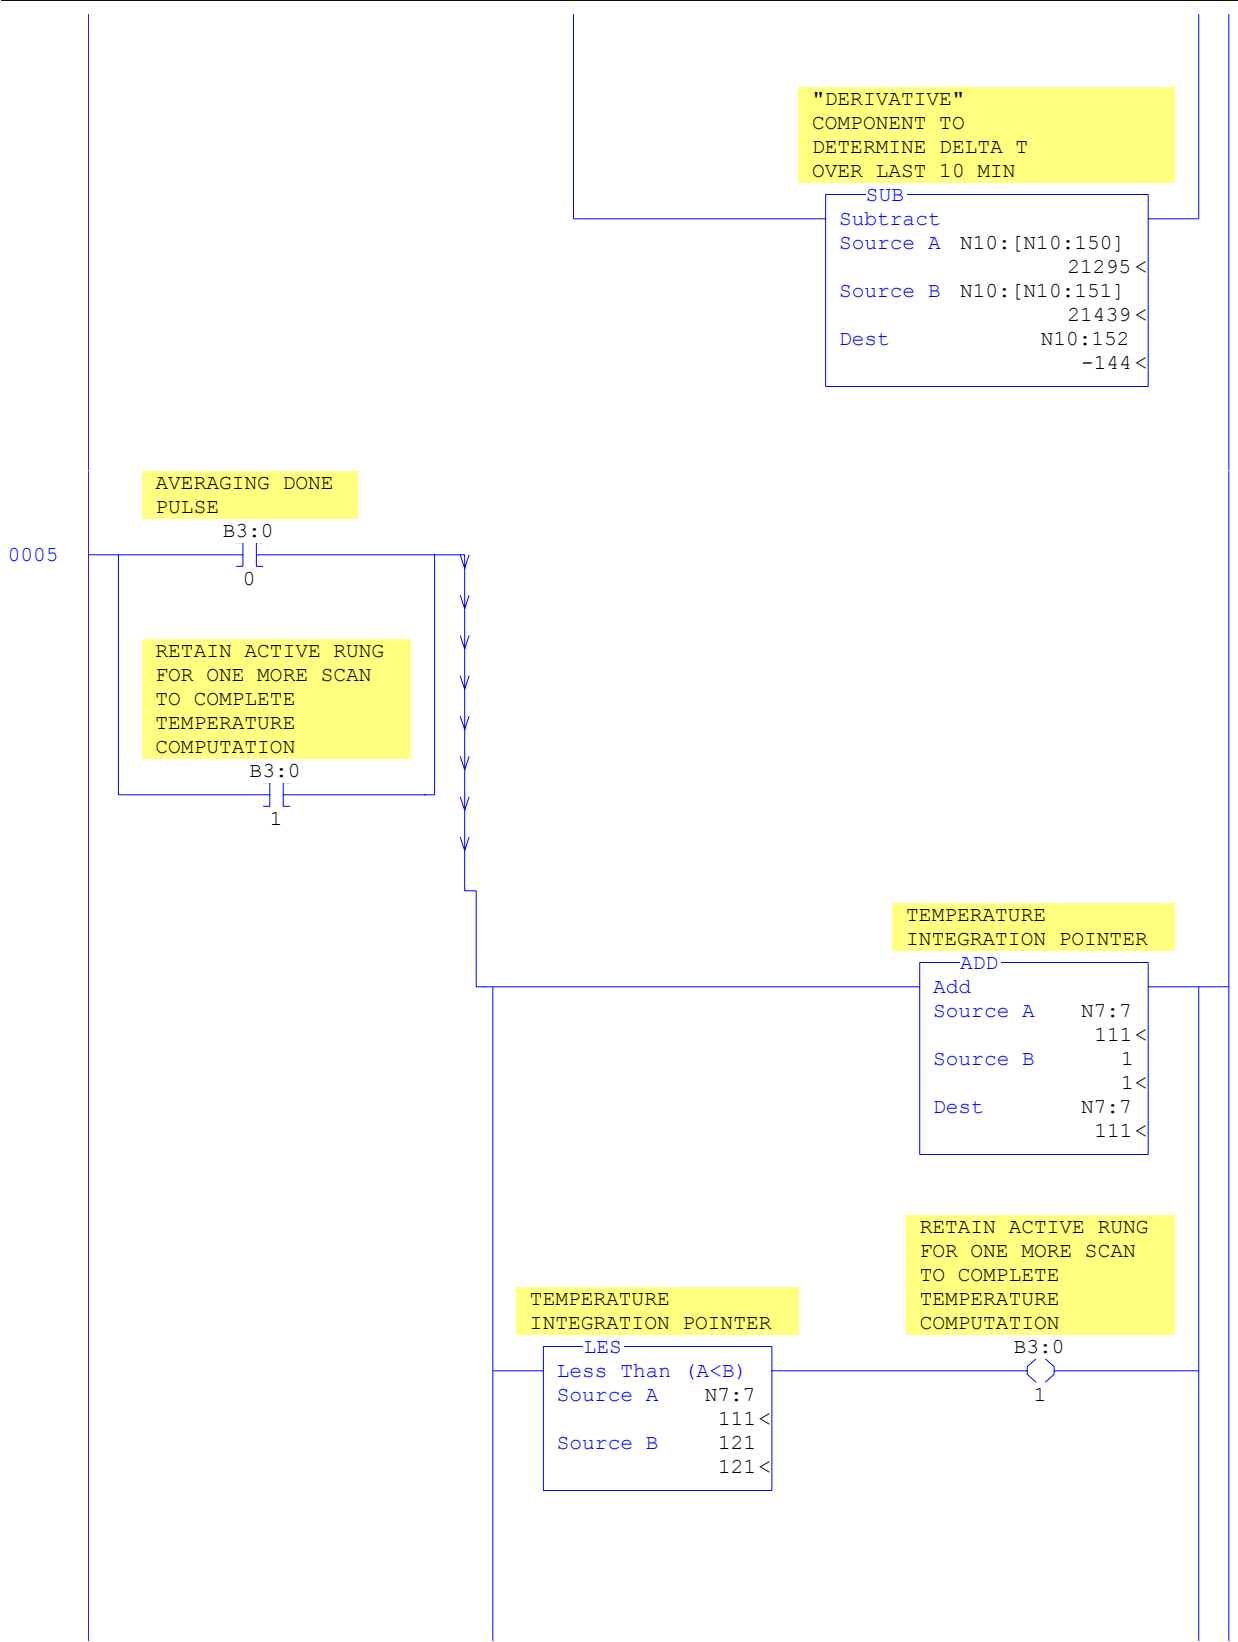 "DERIVATIVE"
COMPONENT TO
DETERMINE DELTA T
OVER LAST 10 MIN
SUB
Subtract
Source A N10:[N10:150]
21295<
Source B N10:[N10:151]
21439<
Dest N10:152
-144<
AVERAGING DONE
PULSE
B3:0
0005
0
RETAIN ACTIVE RUNG
FOR ONE MORE SCAN
TO COMPLETE
TEMPERATURE
COMPUTATION
B3:0
1
TEMPERATURE
INTEGRATION POINTER
ADD
Add
Source A N7:7
111<
Source B 1
1<
Dest N7:7
111<
RETAIN ACTIVE RUNG
FOR ONE MORE SCAN
TO COMPLETE
TEMPERATURE
COMPUTATION
B3:0
1
TEMPERATURE
INTEGRATION POINTER
LES
Less Than (A<B)
Source A N7:7
111<
Source B 121
121<